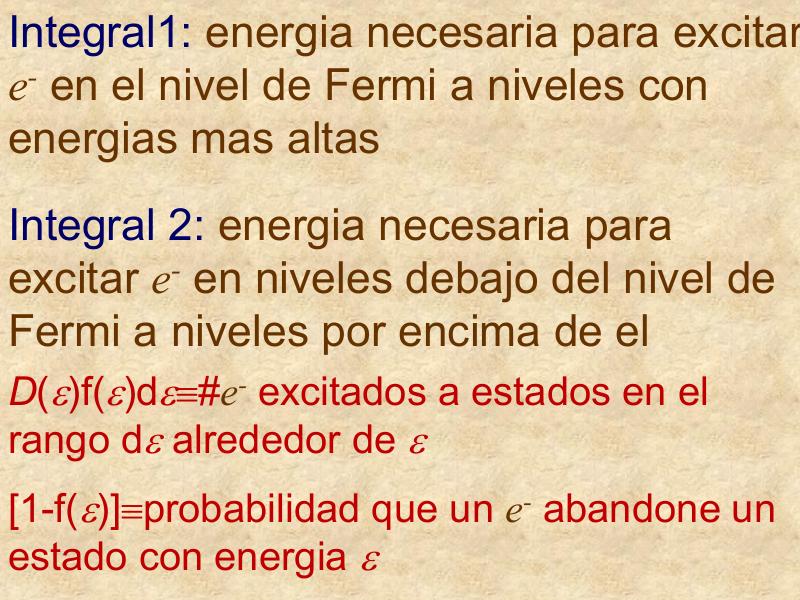 Integral1: energia necesaria para excitar
e⁻ en el nivel de Fermi a niveles con
energias mas altas
Integral 2: energia necesaria para
excitar e⁻ en niveles debajo del nivel de
Fermi a niveles por encima de el
D(ε)f(ε)dε≡#e⁻ excitados a estados en el
rango dε alrededor de ε
[1-f(ε)]≡probabilidad que un e⁻ abandone un
estado con energia ε